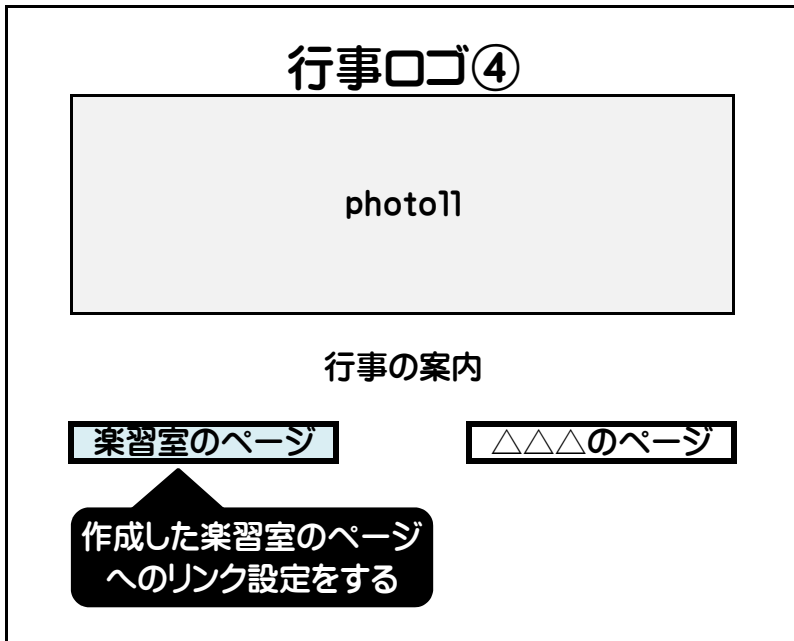 行事ロゴ④
photo11
行事の案内
楽習室のページ
△△△のページ
作成した楽習室のページ
へのリンク設定をする